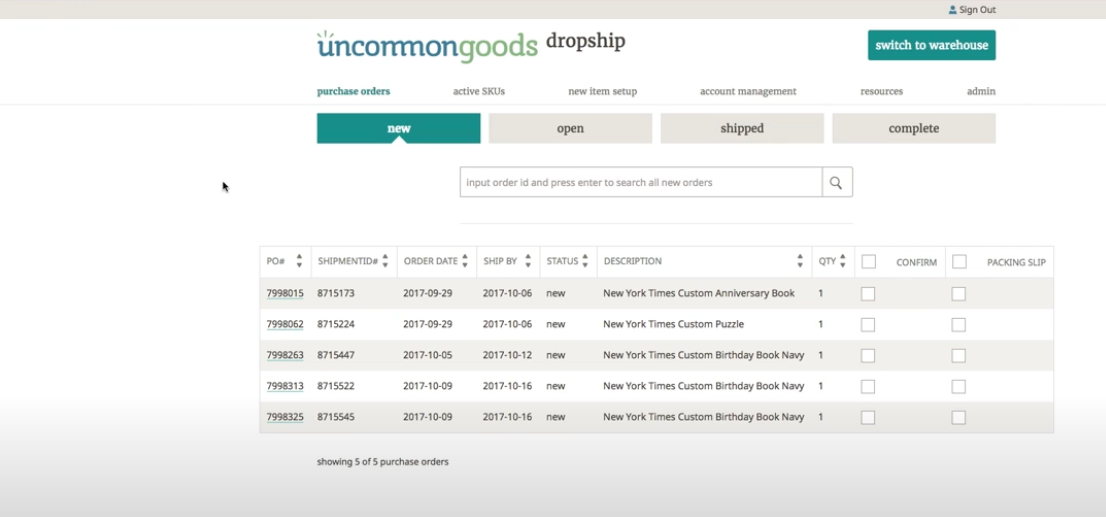 Sign Out
uncommongoods dropship
switch to warehouse
purchase orders active SKUs new item setup account management resources admin
new open shipped complete
input order id and press enter to search all new orders
PO# SHIPMENTID# ORDER DATE SHIP BY STATUS DESCRIPTION QTY CONFIRM PACKING SLIP
7998015 8715173 2017-09-29 2017-10-06 new New York Times Custom Anniversary Book 1
7998062 8715224 2017-09-29 2017-10-06 new New York Times Custom Puzzle 1
7998263 8715447 2017-10-05 2017-10-12 new New York Times Custom Birthday Book Navy 1
7998313 8715522 2017-10-09 2017-10-16 new New York Times Custom Birthday Book Navy 1
7998325 8715545 2017-10-09 2017-10-16 new New York Times Custom Birthday Book Navy 1
showing 5 of 5 purchase orders